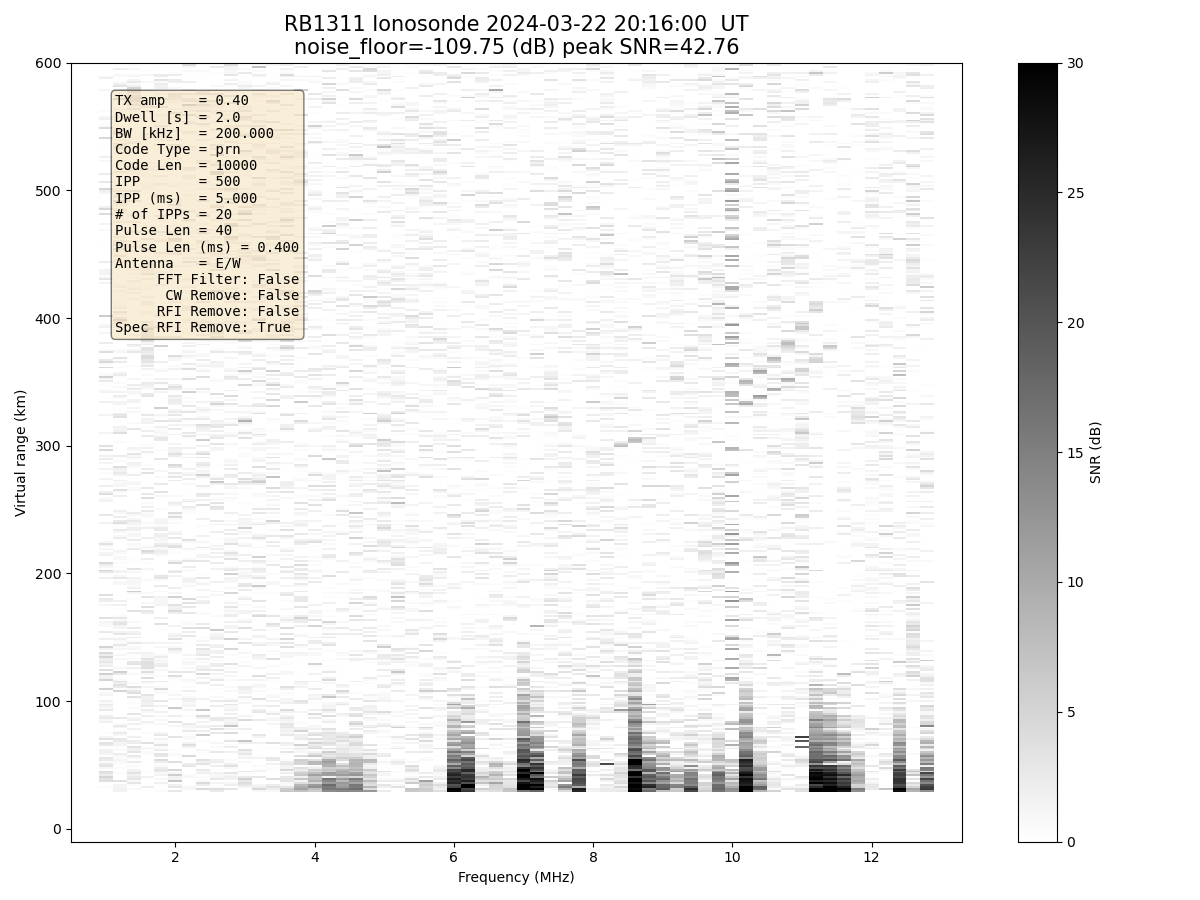 RB1311 Ionosonde 2024-03-22 20:16:00  UT
noise_floor=-109.75 (dB) peak SNR=42.76
600
500
400
300
200
100
0
Virtual range (km)
TX amp    = 0.40
Dwell [s] = 2.0
BW [kHz]  = 200.000
Code Type = prn
Code Len  = 10000
IPP       = 500
IPP (ms)  = 5.000
# of IPPs = 20
Pulse Len = 40
Pulse Len (ms) = 0.400
Antenna   = E/W
FFT Filter: False
CW Remove: False
RFI Remove: False
Spec RFI Remove: True
2 4 6 8 10 12
Frequency (MHz)
30
25
20
15
10
5
0
SNR (dB)